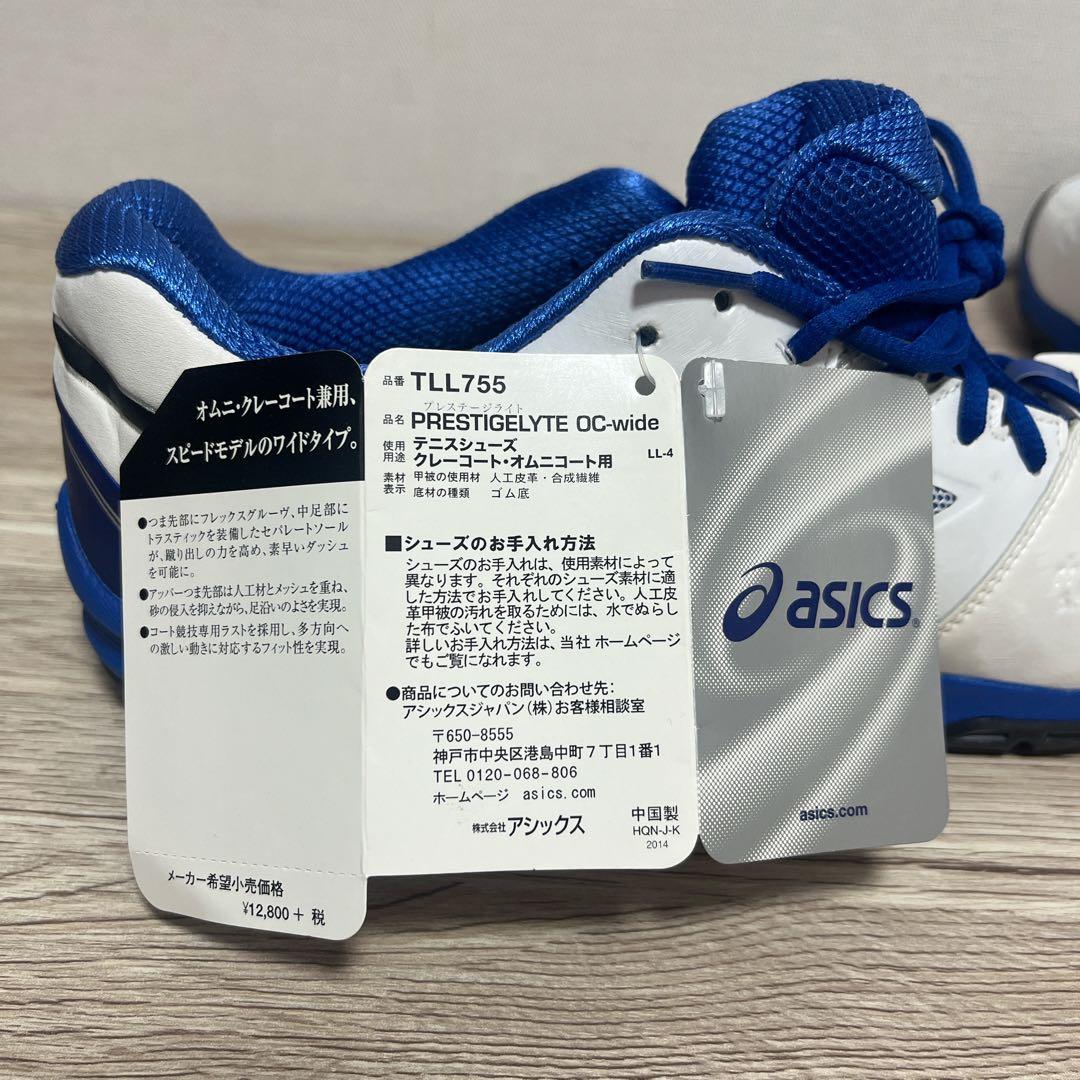 オムニ・クレーコート兼用、
スピードモデルのワイドタイプ。
●つま先部にフレックスグルーヴ、中足部に
トラスティックを装備したセパレートソール
が、蹴り出しの力を高め、素早いダッシュ
を可能に。
●アッパーつま先部は人工材とメッシュを重ね、
砂の侵入を抑えながら、足沿いのよさを実現。
●コート競技専用ラストを採用し、多方向へ
の激しい動きに対応するフィット性を実現。
メーカー希望小売価格
¥12,800+ 税
品番 TLL755
プレステージライト
品名 PRESTIGELYTE OC-wide
使用 テニスシューズ
用途 クレーコート・オムニコート用 LL-4
素材 甲被の使用材 人工皮革・合成繊維
表示 底材の種類 ゴム底
■シューズのお手入れ方法
シューズのお手入れは、使用素材によって
異なります。それぞれのシューズ素材に適
した方法でお手入れしてください。人工皮
革甲被の汚れを取るためには、水でぬらし
た布でふいてください。
詳しいお手入れ方法は、当社 ホームページ
でもご覧になれます。
●商品についてのお問い合わせ先：
アシックスジャパン(株)お客様相談室
〒650-8555
神戸市中央区港島中町7丁目1番1
TEL 0120-068-806
ホームページ asics.com
株式会社アシックス
中国製
HQN-J-K
2014
asics®
asics.com